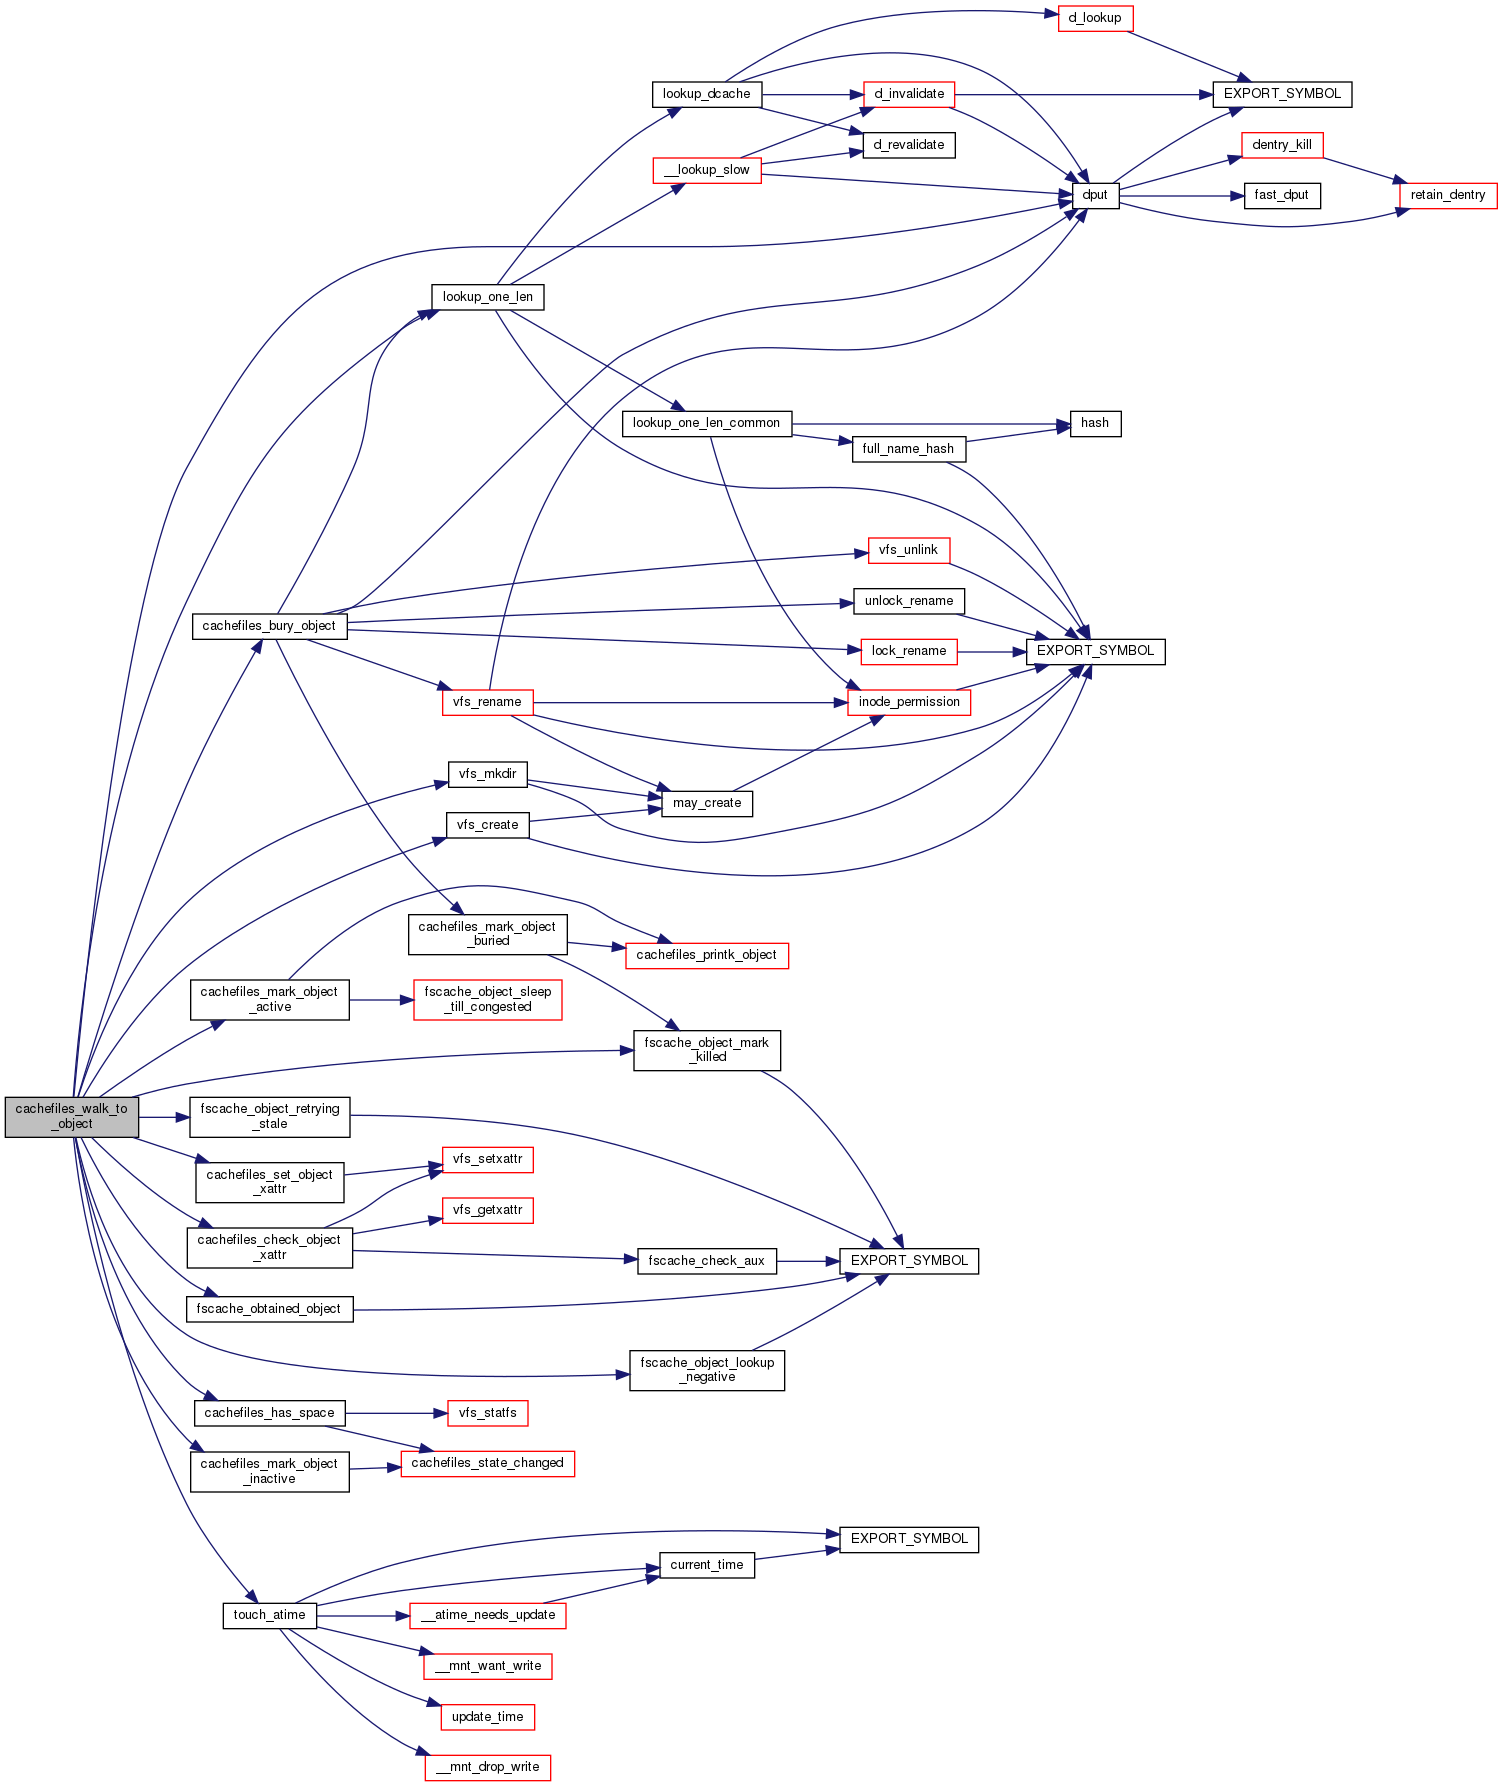 d_lookup
lookup_dcache
d_invalidate
EXPORT_SYMBOL
d_revalidate
dentry_kill
__lookup_slow
dput
fast_dput
retain_dentry
lookup_one_len
lookup_one_len_common
hash
full_name_hash
vfs_unlink
unlock_rename
cachefiles_bury_object
lock_rename
EXPORT_SYMBOL
vfs_rename
inode_permission
vfs_mkdir
may_create
vfs_create
cachefiles_mark_object
_buried
cachefiles_printk_object
cachefiles_mark_object
_active
fscache_object_sleep
_till_congested
fscache_object_mark
_killed
cachefiles_walk_to
_object
fscache_object_retrying
_stale
vfs_setxattr
cachefiles_set_object
_xattr
vfs_getxattr
cachefiles_check_object
_xattr
fscache_check_aux
EXPORT_SYMBOL
fscache_obtained_object
fscache_object_lookup
_negative
cachefiles_has_space
vfs_statfs
cachefiles_mark_object
_inactive
cachefiles_state_changed
EXPORT_SYMBOL
current_time
touch_atime
__atime_needs_update
__mnt_want_write
update_time
__mnt_drop_write